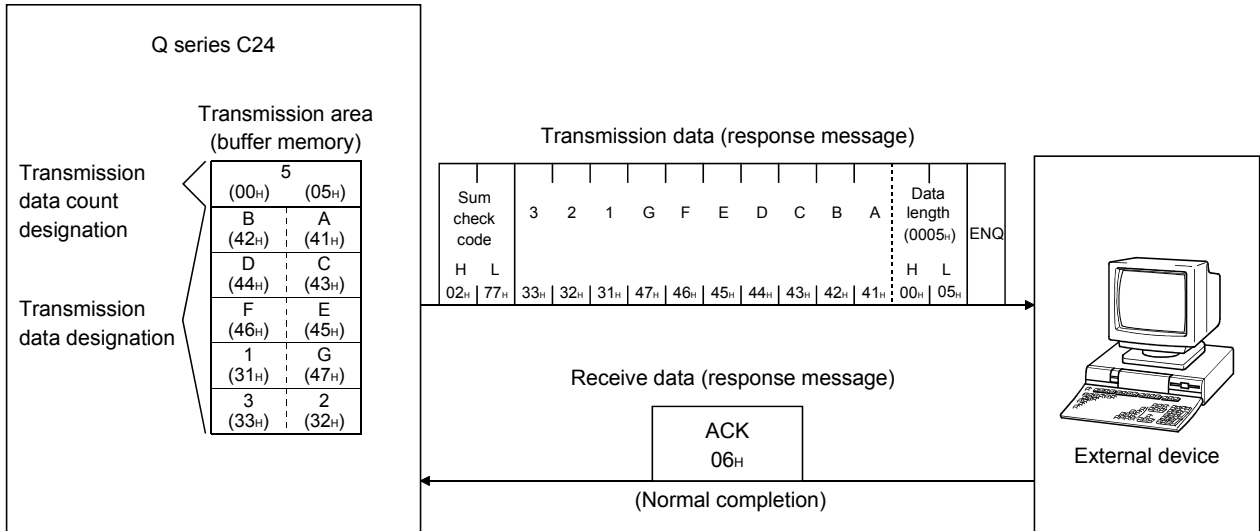 Q series C24
Transmission area
(buffer memory)
Transmission
data count
designation
Transmission
data designation
5
(00H) (05H)
B A
(42H) (41H)
D C
(44H) (43H)
F E
(46H) (45H)
1 G
(31H) (47H)
3 2
(33H) (32H)
Transmission data (response message)
Sum
check
code
H L
02H 77H
3 2 1 G F E D C B A
33H 32H 31H 47H 46H 45H 44H 43H 42H 41H
Data
length
(0005H)
H L
00H 05H
ENQ
Receive data (response message)
ACK
06H
(Normal completion)
External device